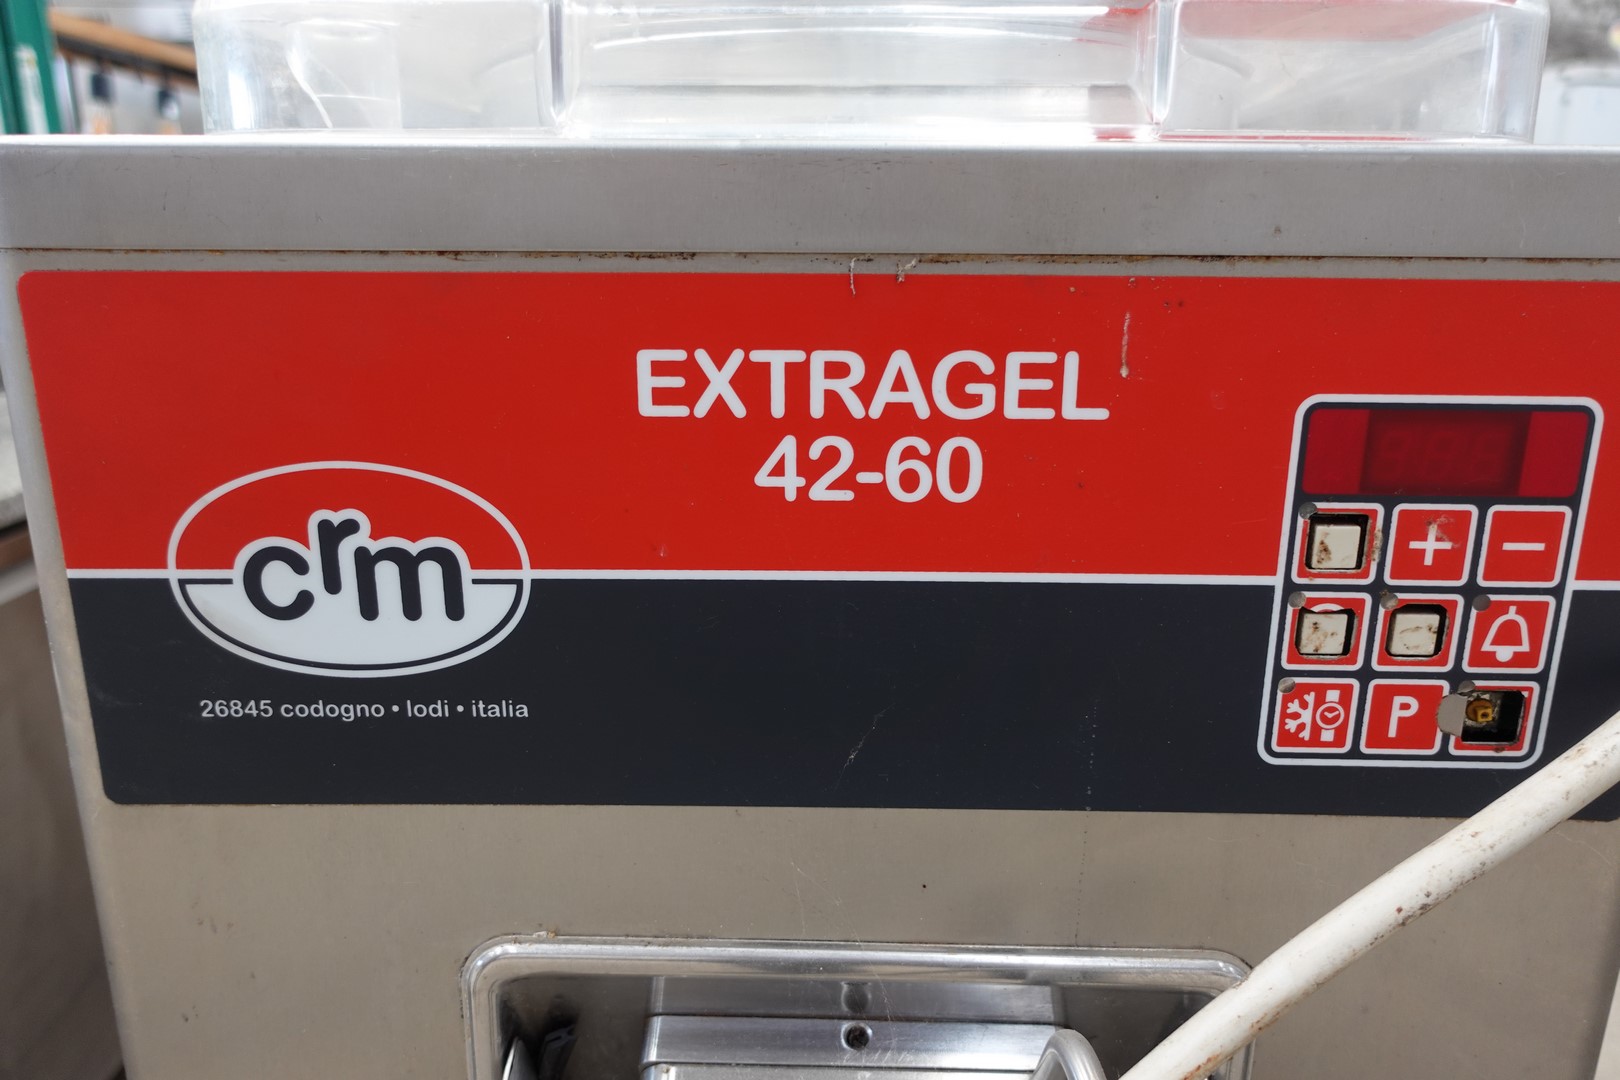 EXTRAGEL
42-60
crm
26845 codogno • lodi • italia
+ −
P